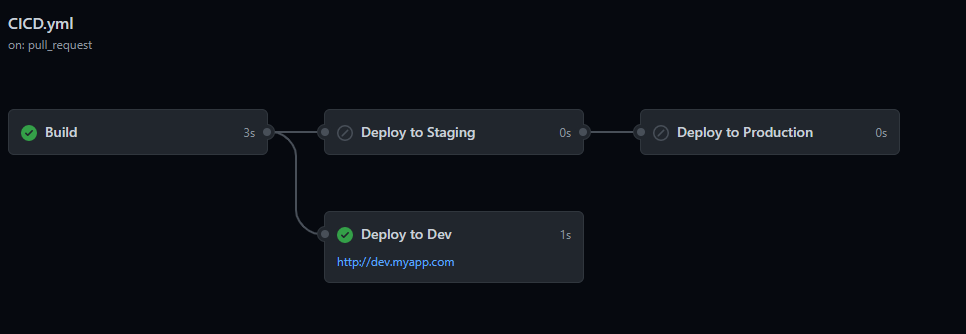 CICD.yml
on: pull_request
Build 3s
Deploy to Staging 0s
Deploy to Production 0s
Deploy to Dev 1s
http://dev.myapp.com